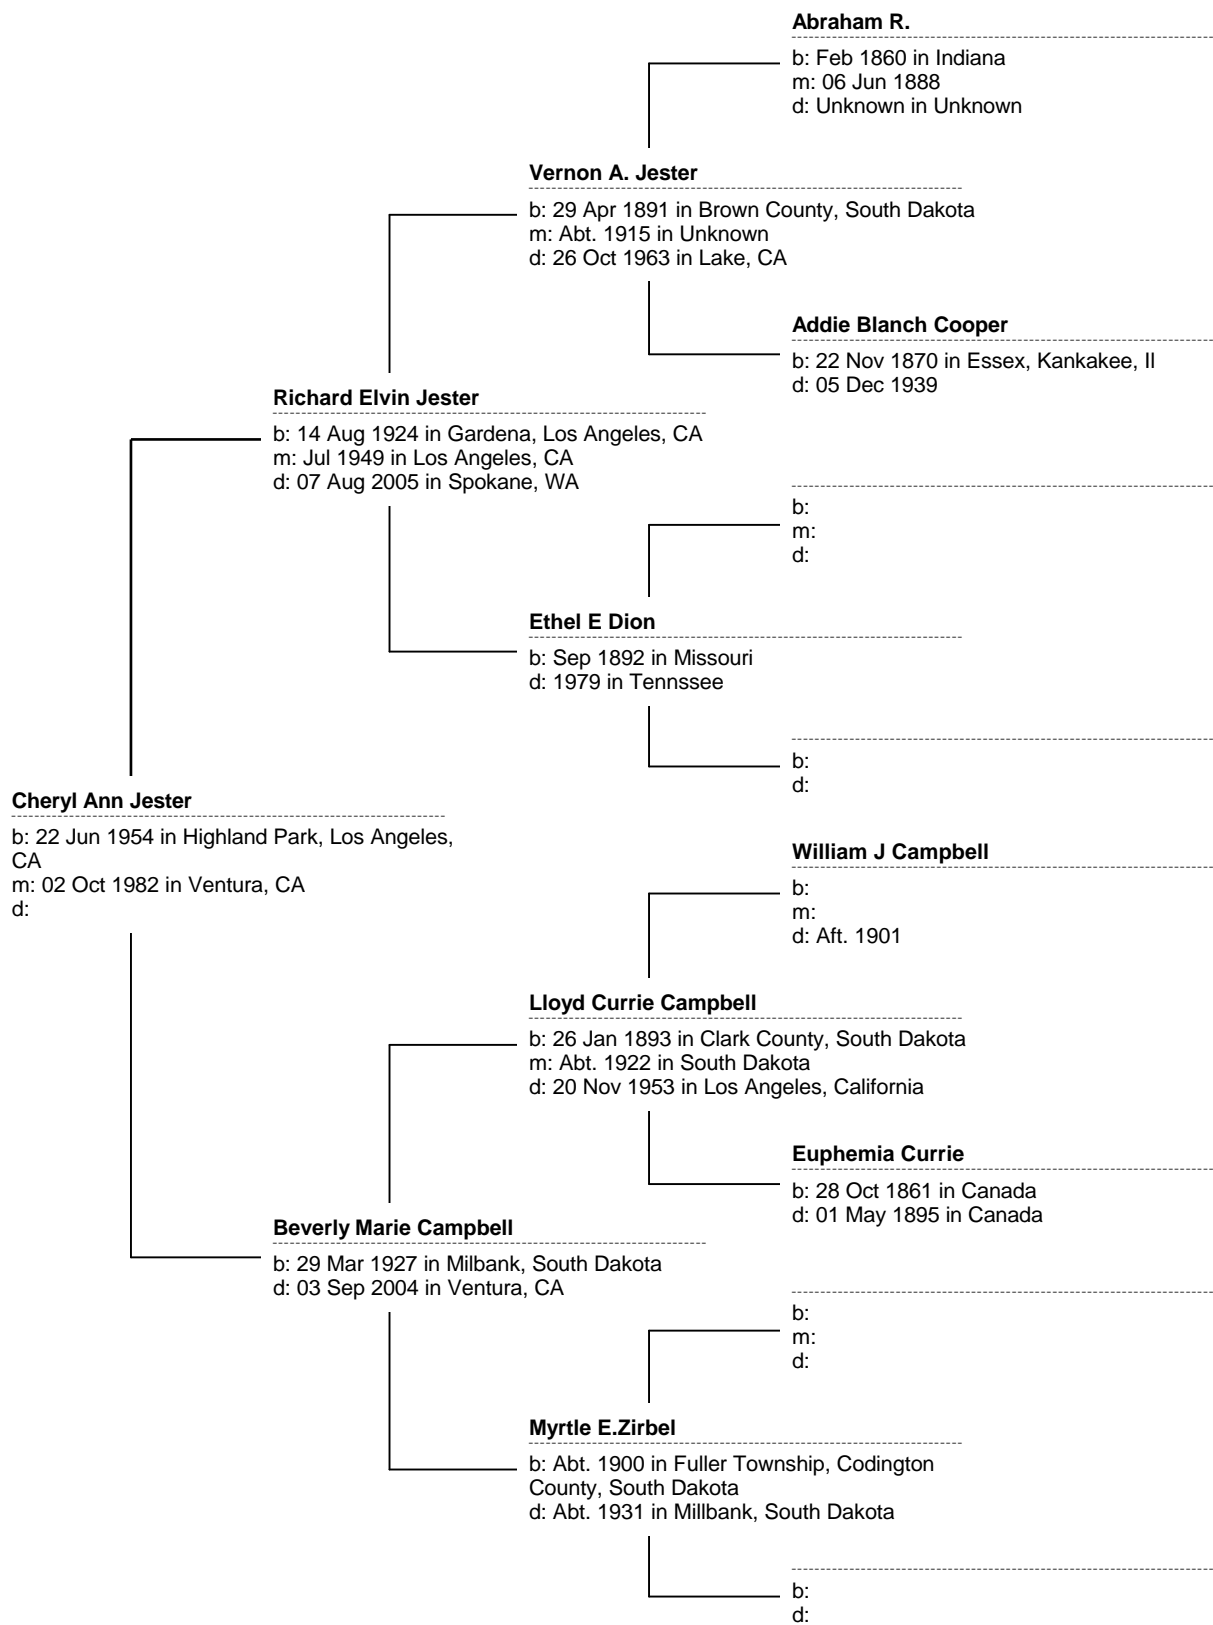 Abraham R.
b: Feb 1860 in Indiana
m: 06 Jun 1888
d: Unknown in Unknown
Vernon A. Jester
b: 29 Apr 1891 in Brown County, South Dakota
m: Abt. 1915 in Unknown
d: 26 Oct 1963 in Lake, CA
Addie Blanch Cooper
b: 22 Nov 1870 in Essex, Kankakee, Il
d: 05 Dec 1939
Richard Elvin Jester
b: 14 Aug 1924 in Gardena, Los Angeles, CA
m: Jul 1949 in Los Angeles, CA
d: 07 Aug 2005 in Spokane, WA
b:
m:
d:
Ethel E Dion
b: Sep 1892 in Missouri
d: 1979 in Tennssee
b:
d:
Cheryl Ann Jester
b: 22 Jun 1954 in Highland Park, Los Angeles,
CA
m: 02 Oct 1982 in Ventura, CA
d:
William J Campbell
b:
m:
d: Aft. 1901
Lloyd Currie Campbell
b: 26 Jan 1893 in Clark County, South Dakota
m: Abt. 1922 in South Dakota
d: 20 Nov 1953 in Los Angeles, California
Euphemia Currie
b: 28 Oct 1861 in Canada
d: 01 May 1895 in Canada
Beverly Marie Campbell
b: 29 Mar 1927 in Milbank, South Dakota
d: 03 Sep 2004 in Ventura, CA
b:
m:
d:
Myrtle E.Zirbel
b: Abt. 1900 in Fuller Township, Codington
County, South Dakota
d: Abt. 1931 in Millbank, South Dakota
b:
d: